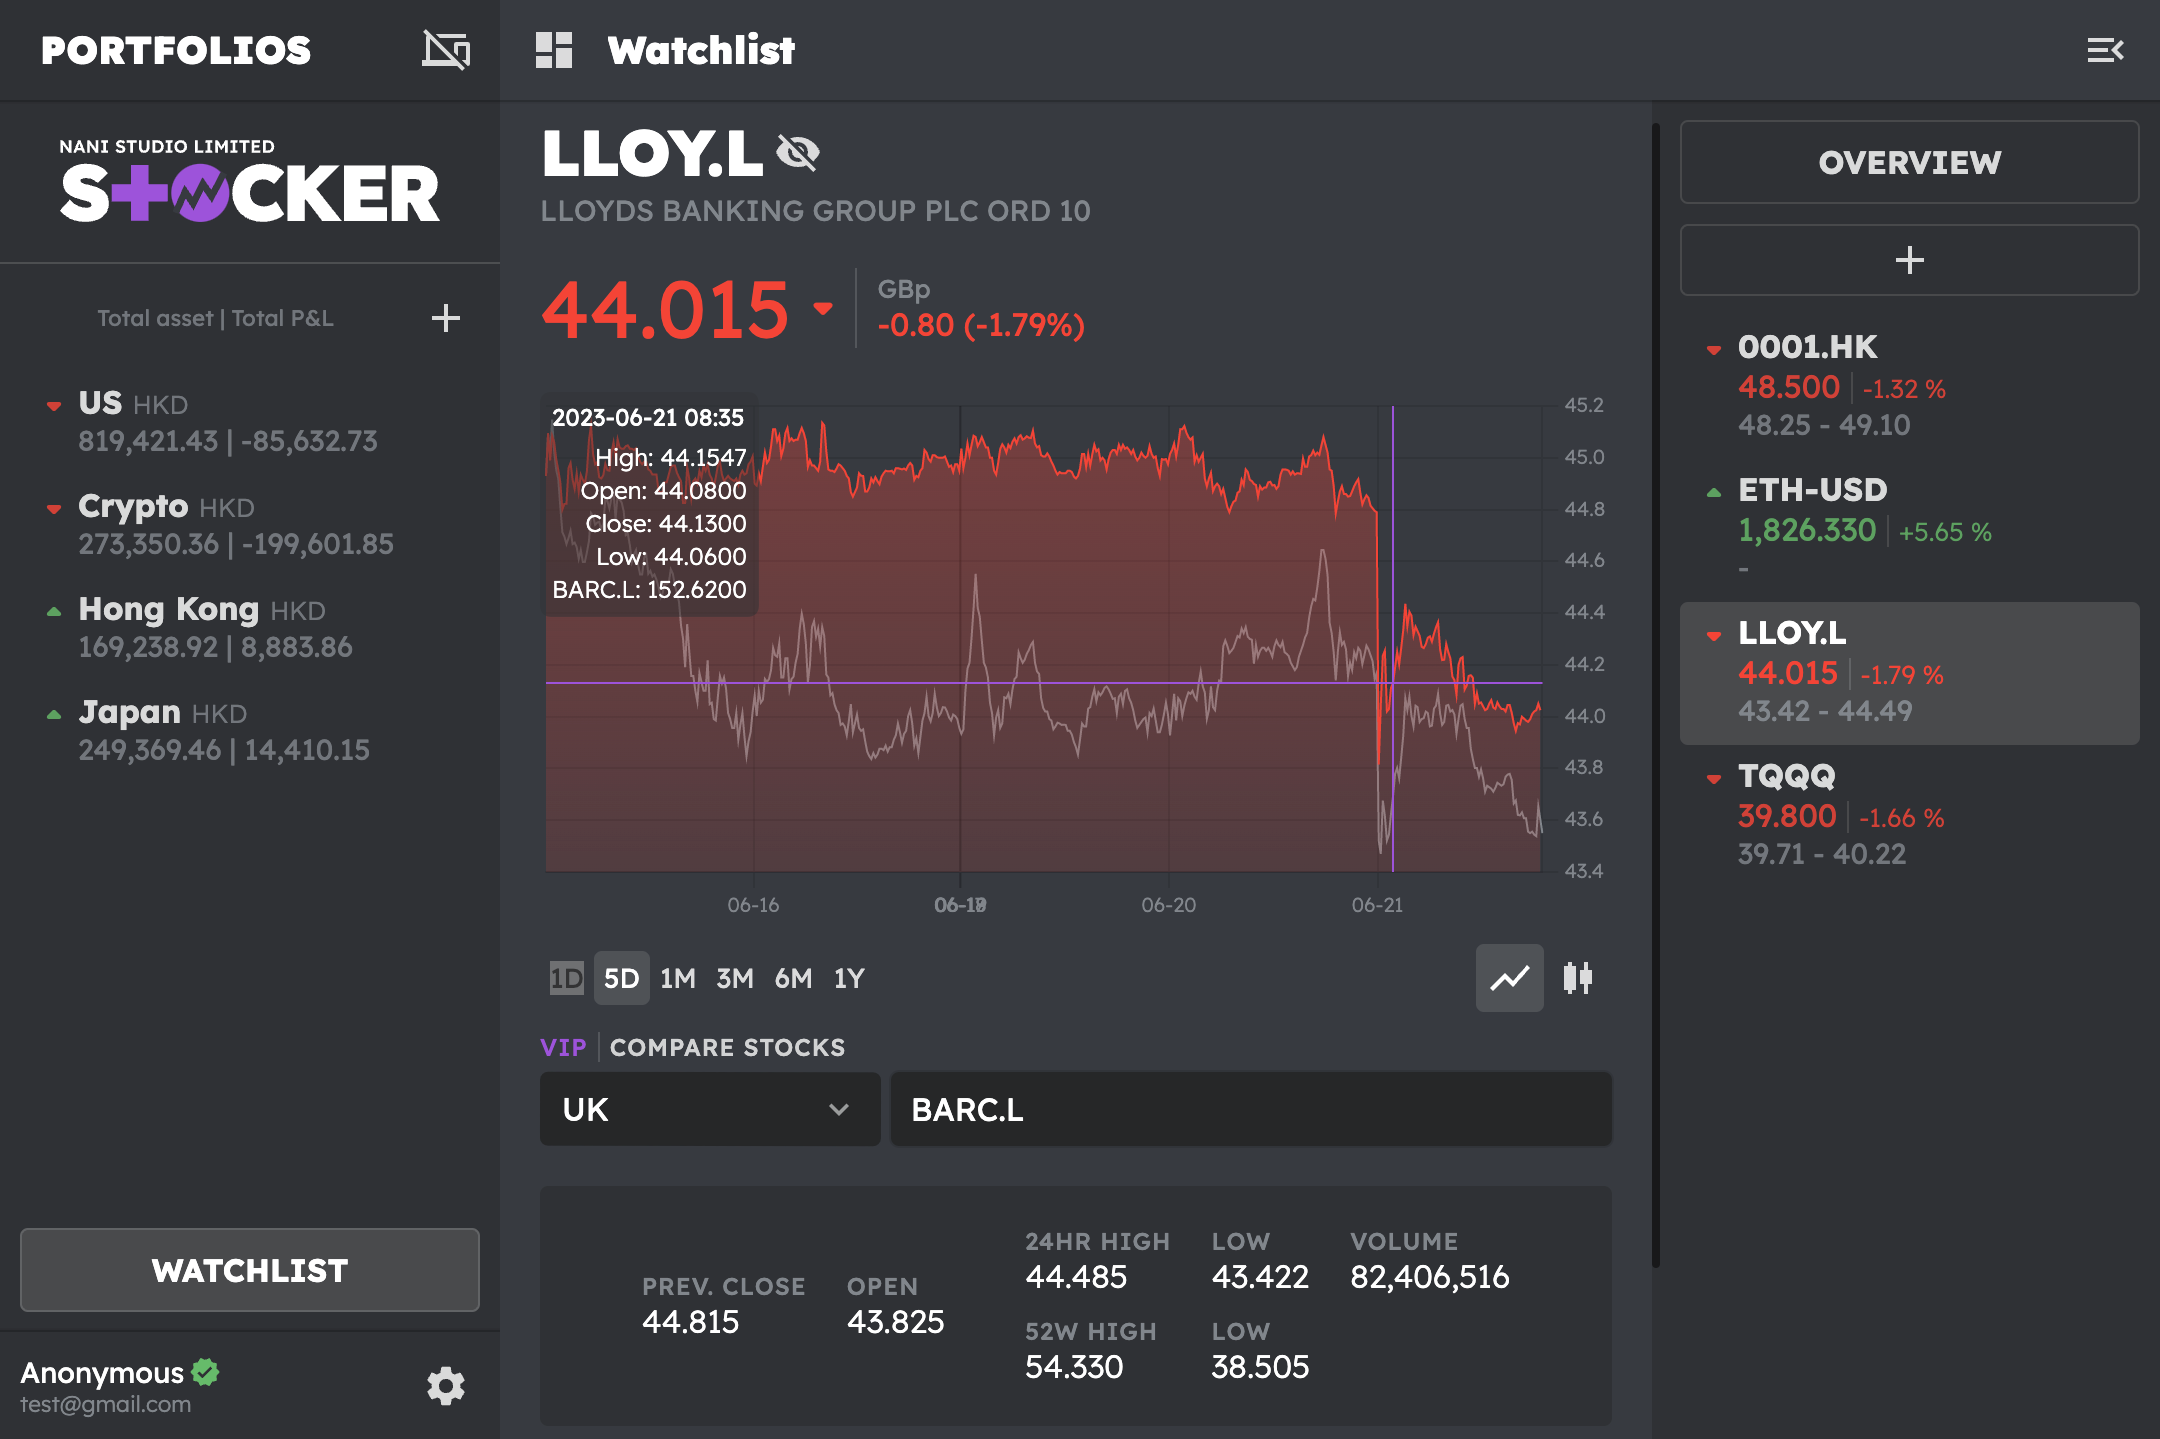 PORTFOLIOS
NANI STUDIO LIMITED
STOCKER
Total asset | Total P&L
US HKD
819,421.43 | -85,632.73
Crypto HKD
273,350.36 | -199,601.85
Hong Kong HKD
169,238.92 | 8,883.86
Japan HKD
249,369.46 | 14,410.15
WATCHLIST
Anonymous
test@gmail.com
Watchlist
LLOY.L
LLOYDS BANKING GROUP PLC ORD 10
44.015
GBp
-0.80 (-1.79%)
2023-06-21 08:35
High: 44.1547
Open: 44.0800
Close: 44.1300
Low: 44.0600
BARC.L: 152.6200
45.2
45.0
44.8
44.6
44.4
44.2
44.0
43.8
43.6
43.4
06-16
06-20
06-21
1D 5D 1M 3M 6M 1Y
VIP | COMPARE STOCKS
UK
BARC.L
PREV. CLOSE
44.815
OPEN
43.825
24HR HIGH
44.485
LOW
43.422
VOLUME
82,406,516
52W HIGH
54.330
LOW
38.505
OVERVIEW
+
0001.HK
48.500 | -1.32 %
48.25 - 49.10
ETH-USD
1,826.330 | +5.65 %
-
LLOY.L
44.015 | -1.79 %
43.42 - 44.49
TQQQ
39.800 | -1.66 %
39.71 - 40.22